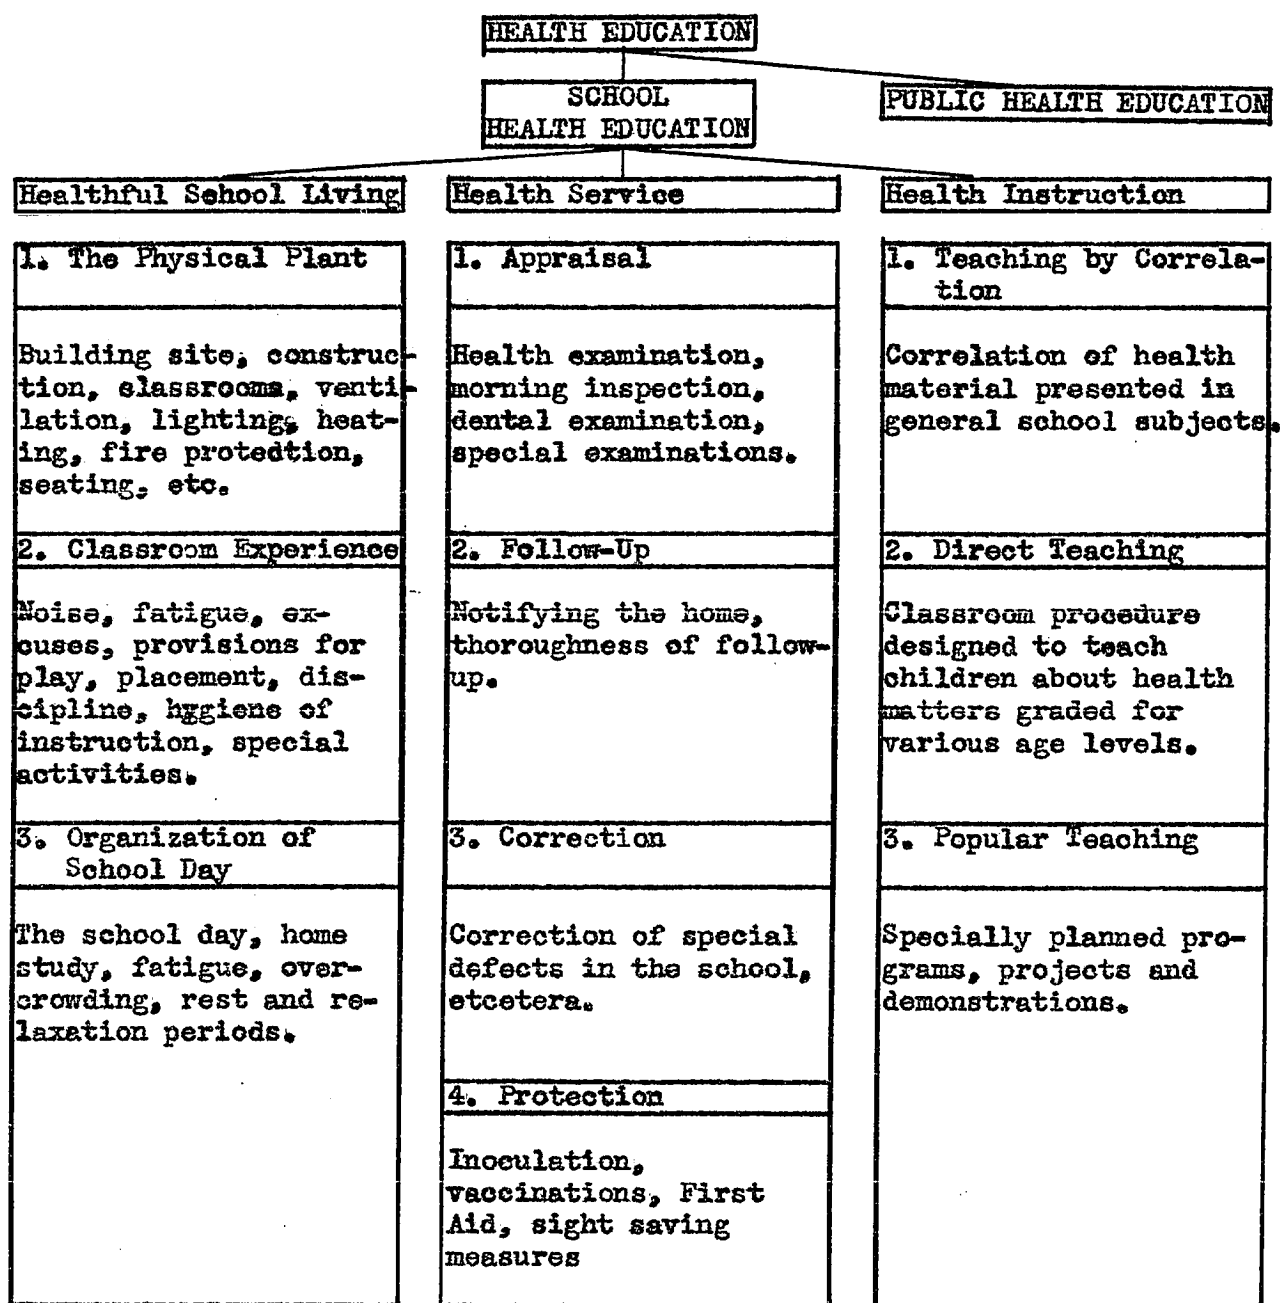 HEALTH EDUCATION
SCHOOL
HEALTH EDUCATION
PUBLIC HEALTH EDUCATION
Healthful School Living
1. The Physical Plant
Building site, construc-
tion, classrooms, venti-
lation, lighting, heat-
ing, fire protedtion,
seating, etc.
2. Classroom Experience
Noise, fatigue, ex-
cuses, provisions for
play, placement, dis-
cipline, hggiene of
instruction, special
activities.
3. Organization of
School Day
The school day, home
study, fatigue, over-
crowding, rest and re-
laxation periods.
Health Service
1. Appraisal
Health examination,
morning inspection,
dental examination,
special examinations.
2. Follow-Up
Notifying the home,
thoroughness of follow-
up.
3. Correction
Correction of special
defects in the school,
etcetera.
4. Protection
Inoculation,
vaccinations, First
Aid, sight saving
measures
Health Instruction
1. Teaching by Correla-
tion
Correlation of health
material presented in
general school subjects.
2. Direct Teaching
Classroom procedure
designed to teach
children about health
matters graded for
various age levels.
3. Popular Teaching
Specially planned pro-
grams, projects and
demonstrations.